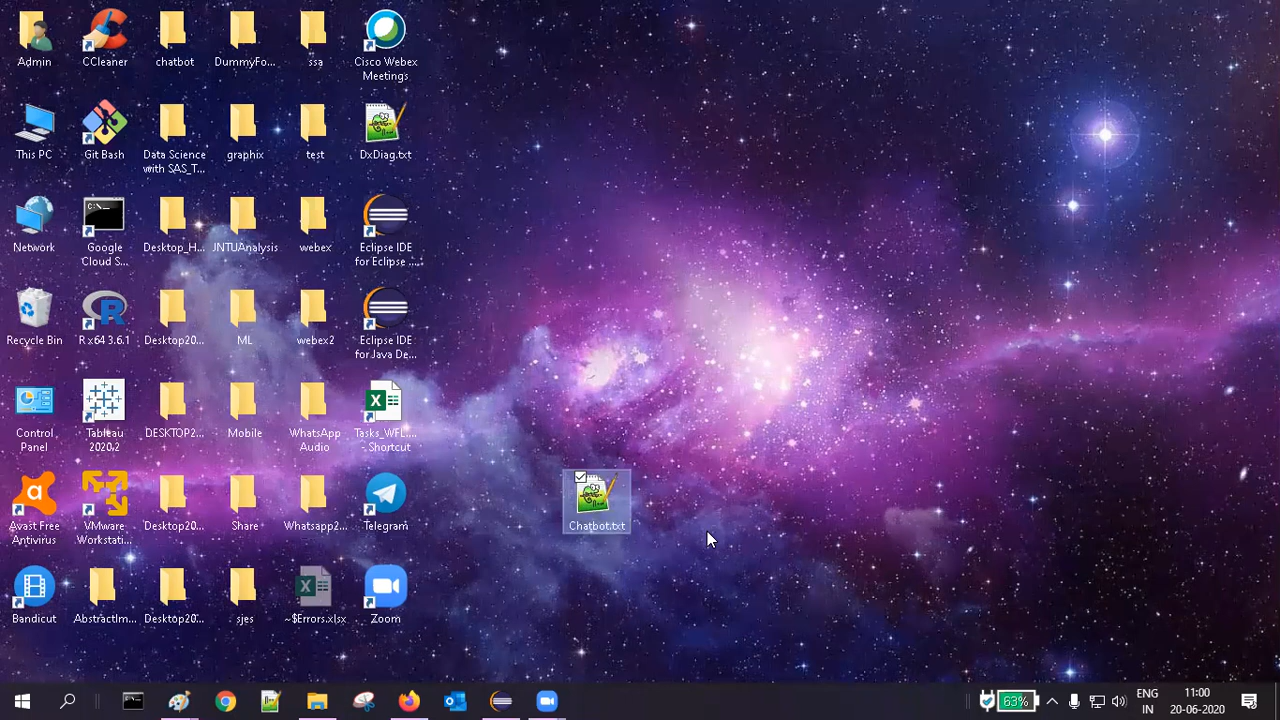 Admin
CCleaner
chatbot
DummyFo...
ssa
Cisco Webex
Meetings
This PC
Git Bash
Data Science
with SAS_T...
graphix
test
DxDiag.txt
Network
Google
Cloud S...
Desktop_H...
JNTUAnalysis
webex
Eclipse IDE
for Eclipse ...
Recycle Bin
R x64 3.6.1
Desktop20...
ML
webex2
Eclipse IDE
for Java De...
Control
Panel
Tableau
2020.2
DESKTOP2...
Mobile
WhatsApp
Audio
Tasks_WFL....
- Shortcut
Avast Free
Antivirus
VMware
Workstati...
Desktop20...
Share
Whatsapp2...
Telegram
Chatbot.txt
Bandicut
AbstractIm...
Desktop20...
sjes
~$Errors.xlsx
Zoom
63%
ENG
IN
11:00
20-06-2020